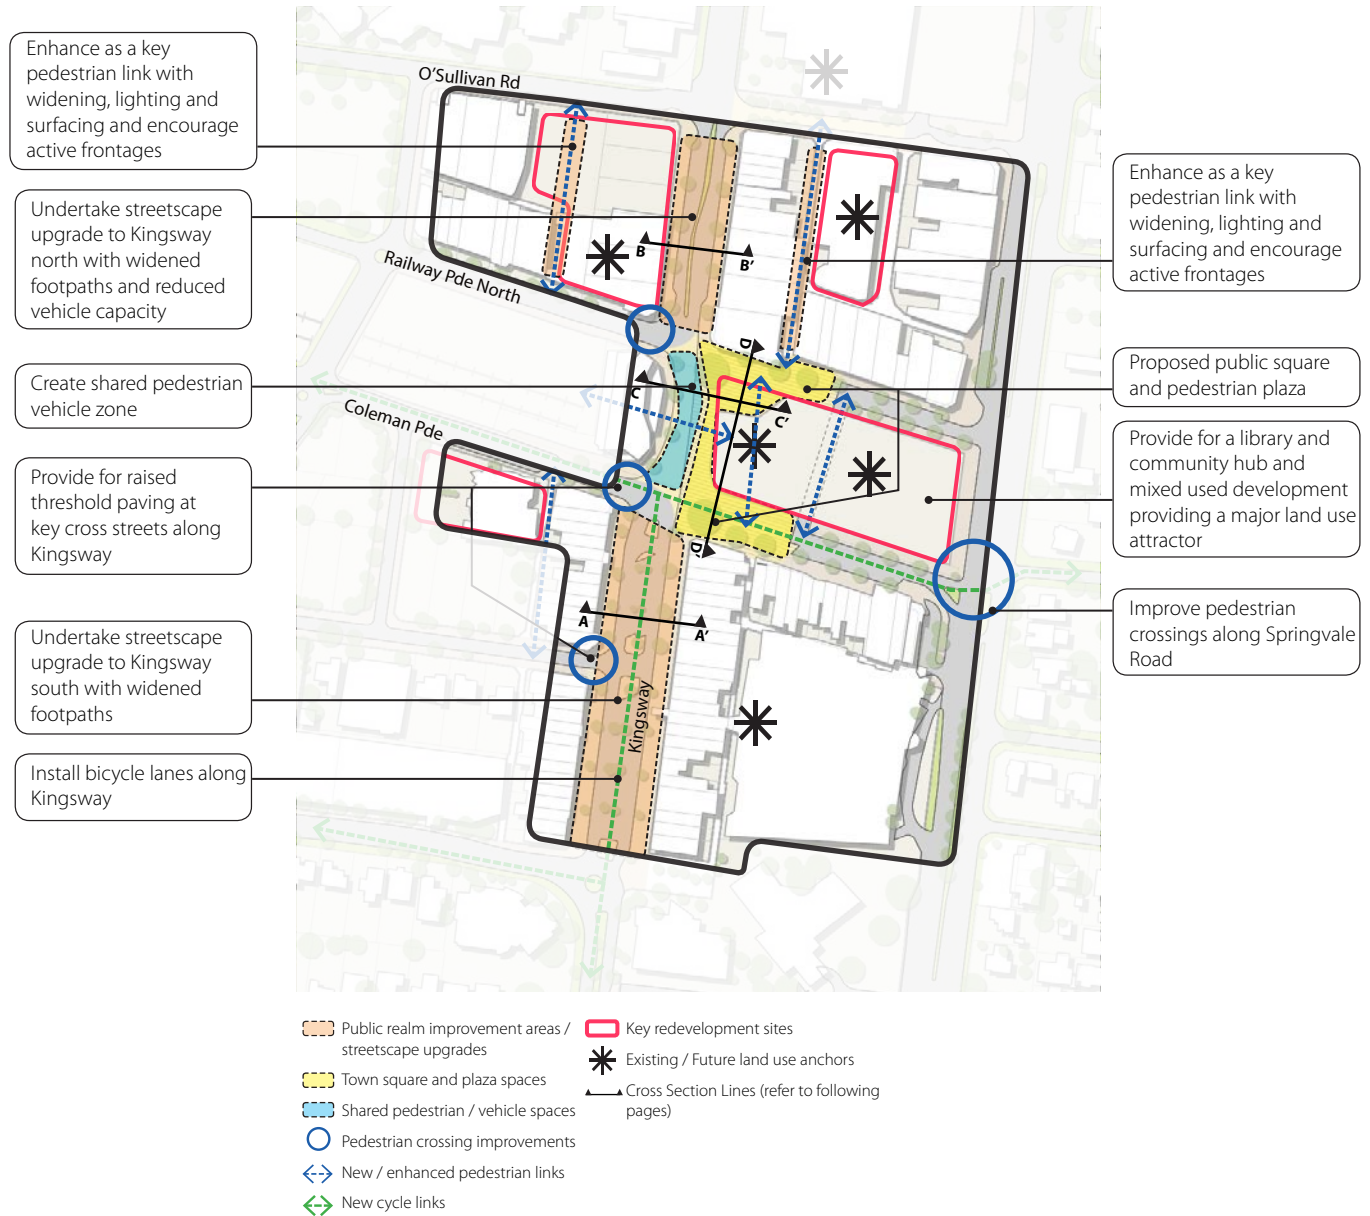 Enhance as a key
pedestrian link with
widening, lighting and
surfacing and encourage
active frontages
Undertake streetscape
upgrade to Kingsway
north with widened
footpaths and reduced
vehicle capacity
Create shared pedestrian
vehicle zone
Provide for raised
threshold paving at
key cross streets along
Kingsway
Undertake streetscape
upgrade to Kingsway
south with widened
footpaths
Install bicycle lanes along
Kingsway
O'Sullivan Rd
Railway Pde North
Coleman Pde
B
B'
D
C
C'
D'
A
A'
Kingsway
Enhance as a key
pedestrian link with
widening, lighting and
surfacing and encourage
active frontages
Proposed public square
and pedestrian plaza
Provide for a library and
community hub and
mixed used development
providing a major land use
attractor
Improve pedestrian
crossings along Springvale
Road
Public realm improvement areas /
streetscape upgrades
Town square and plaza spaces
Shared pedestrian / vehicle spaces
Pedestrian crossing improvements
New / enhanced pedestrian links
New cycle links
Key redevelopment sites
Existing / Future land use anchors
Cross Section Lines (refer to following
pages)